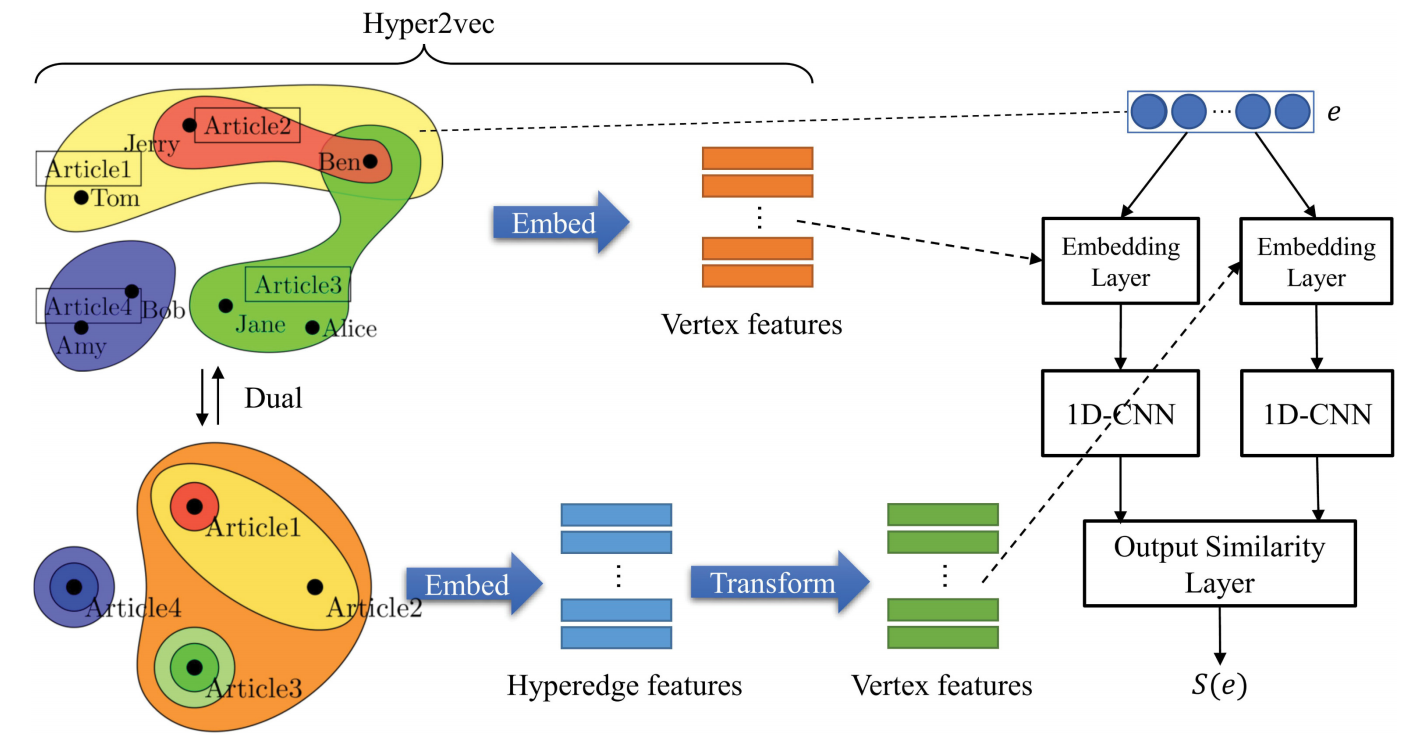 Hyper2vec
Article2
Jerry
Ben
Article1
Tom
Article3
Article4
Bob
Jane
Alice
Amy
Embed
⋮
Vertex features
Dual
Article1
Article4
Article2
Article3
Embed
⋮
Hyperedge features
Transform
⋮
Vertex features
··· e
Embedding
Layer
Embedding
Layer
1D-CNN
1D-CNN
Output Similarity
Layer
S(e)